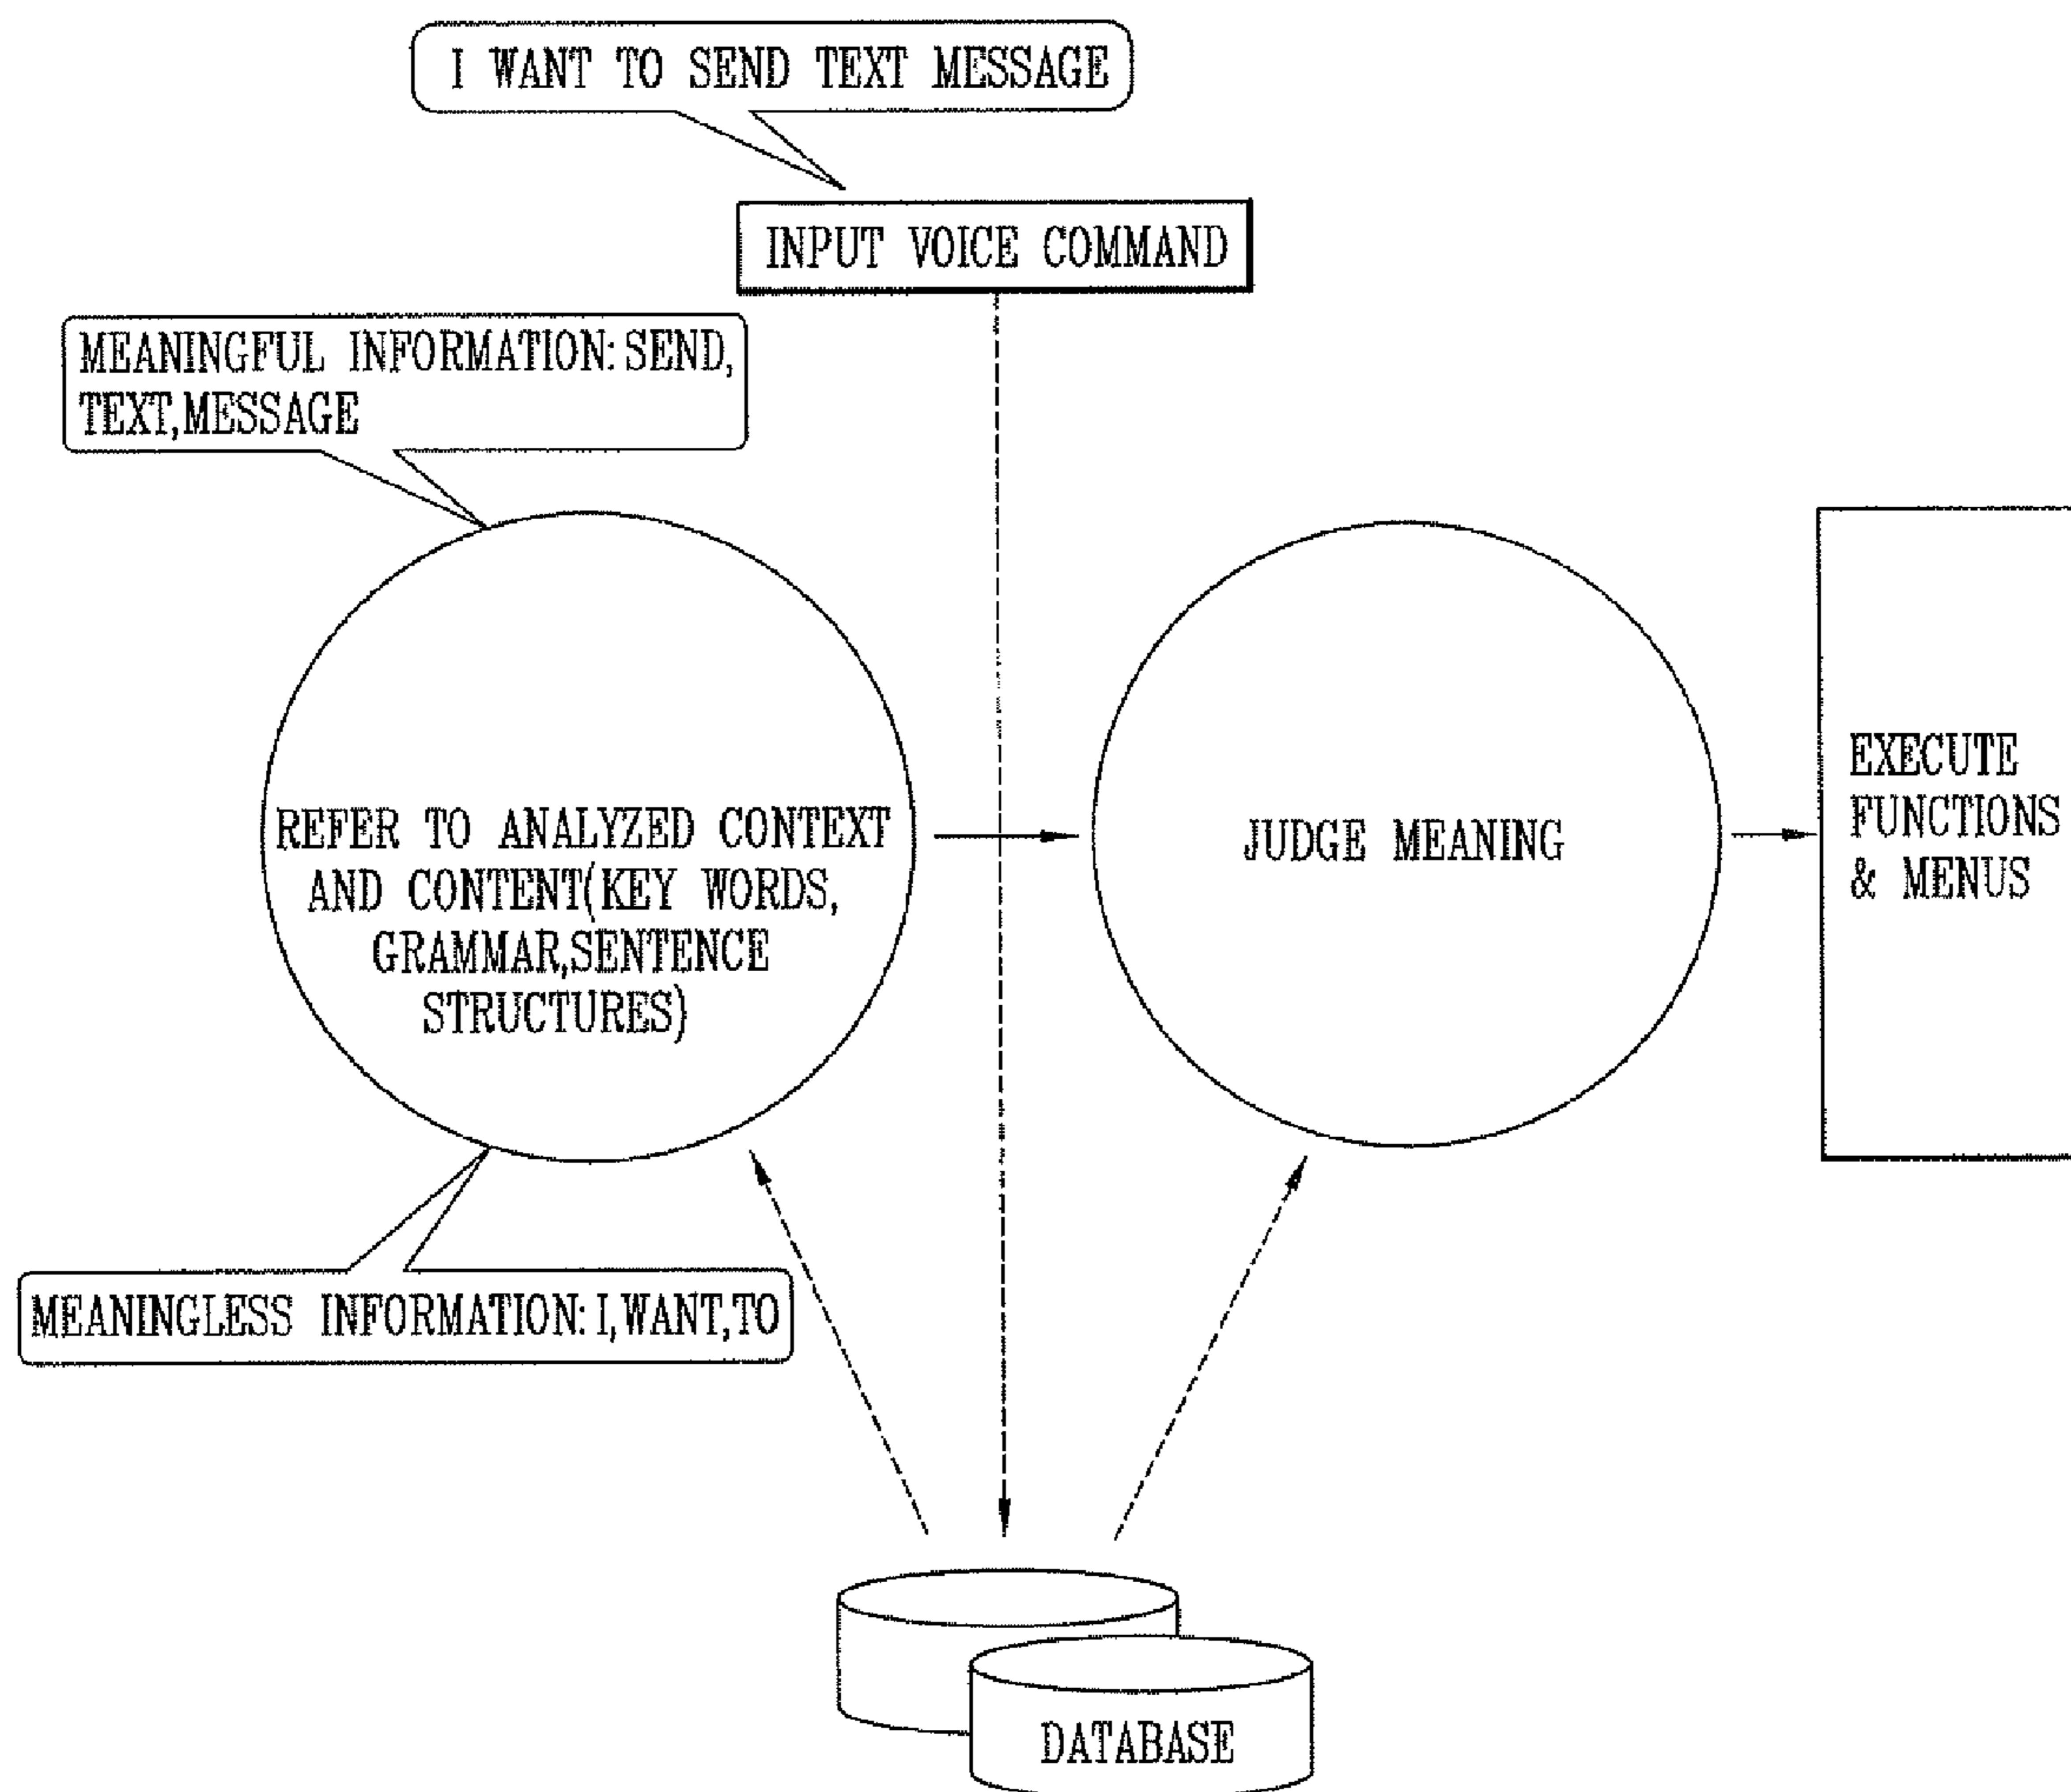 I WANT TO SEND TEXT MESSAGE
INPUT VOICE COMMAND
MEANINGFUL INFORMATION: SEND,
TEXT,MESSAGE
REFER TO ANALYZED CONTEXT
AND CONTENT(KEY WORDS,
GRAMMAR,SENTENCE
STRUCTURES)
JUDGE MEANING
EXECUTE
FUNCTIONS
& MENUS
MEANINGLESS INFORMATION: I,WANT,TO
DATABASE